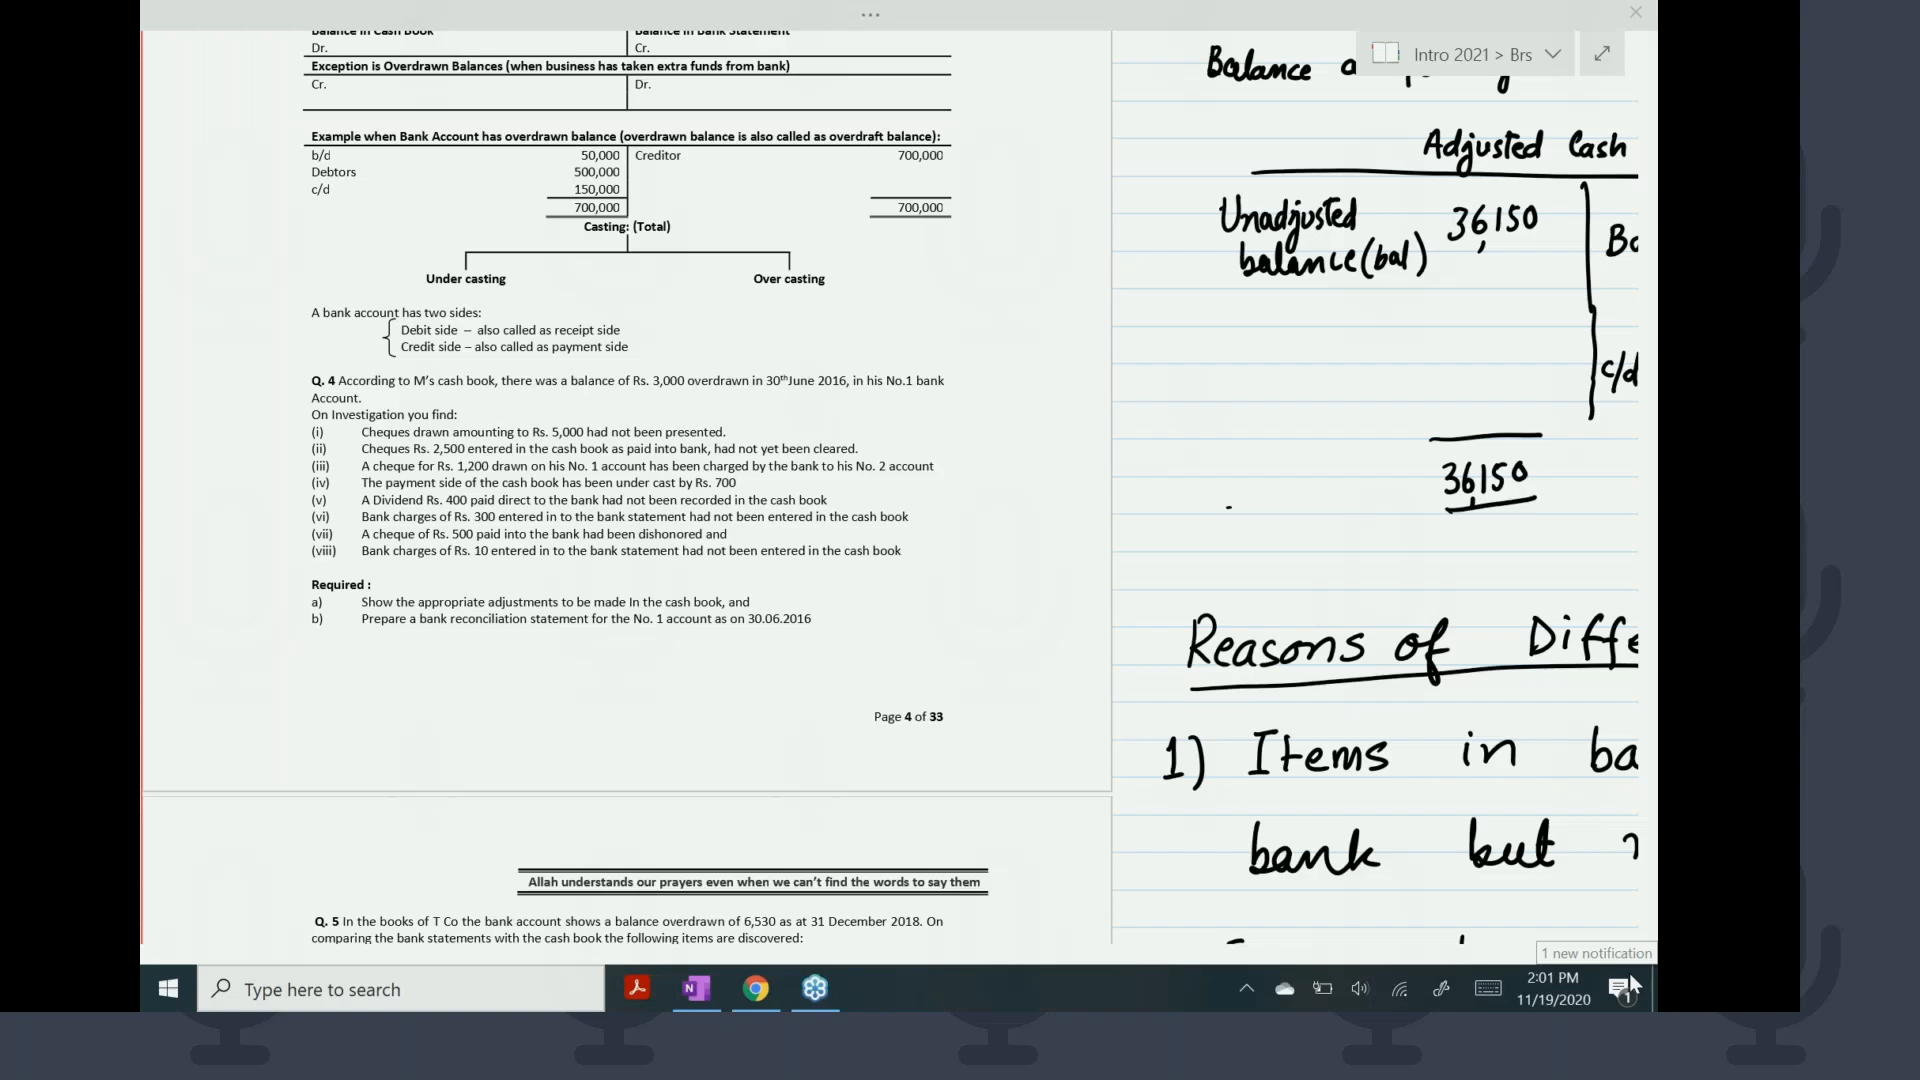 Balance in Cash Book Balance in Bank Statement
Dr. Cr.
Exception is Overdrawn Balances (when business has taken extra funds from bank)
Cr. Dr.
Example when Bank Account has overdrawn balance (overdrawn balance is also called as overdraft balance):
b/d 50,000 Creditor 700,000
Debtors 500,000
c/d 150,000
700,000 700,000
Casting: (Total)
Under casting Over casting
A bank account has two sides:
Debit side – also called as receipt side
Credit side – also called as payment side
Q. 4 According to M's cash book, there was a balance of Rs. 3,000 overdrawn in 30thJune 2016, in his No.1 bank
Account.
On Investigation you find:
(i) Cheques drawn amounting to Rs. 5,000 had not been presented.
(ii) Cheques Rs. 2,500 entered in the cash book as paid into bank, had not yet been cleared.
(iii) A cheque for Rs. 1,200 drawn on his No. 1 account has been charged by the bank to his No. 2 account
(iv) The payment side of the cash book has been under cast by Rs. 700
(v) A Dividend Rs. 400 paid direct to the bank had not been recorded in the cash book
(vi) Bank charges of Rs. 300 entered in to the bank statement had not been entered in the cash book
(vii) A cheque of Rs. 500 paid into the bank had been dishonored and
(viii) Bank charges of Rs. 10 entered in to the bank statement had not been entered in the cash book
Required :
a) Show the appropriate adjustments to be made In the cash book, and
b) Prepare a bank reconciliation statement for the No. 1 account as on 30.06.2016
Page 4 of 33
Allah understands our prayers even when we can't find the words to say them
Q. 5 In the books of T Co the bank account shows a balance overdrawn of 6,530 as at 31 December 2018. On
comparing the bank statements with the cash book the following items are discovered:
Intro 2021 > Brs
Balance
Adjusted Cash
Unadjusted 36,150
balance(bal)
c/d
36,150
Reasons of Diffe
1) Items in ba
bank but
1 new notification
Type here to search
2:01 PM
11/19/2020
1